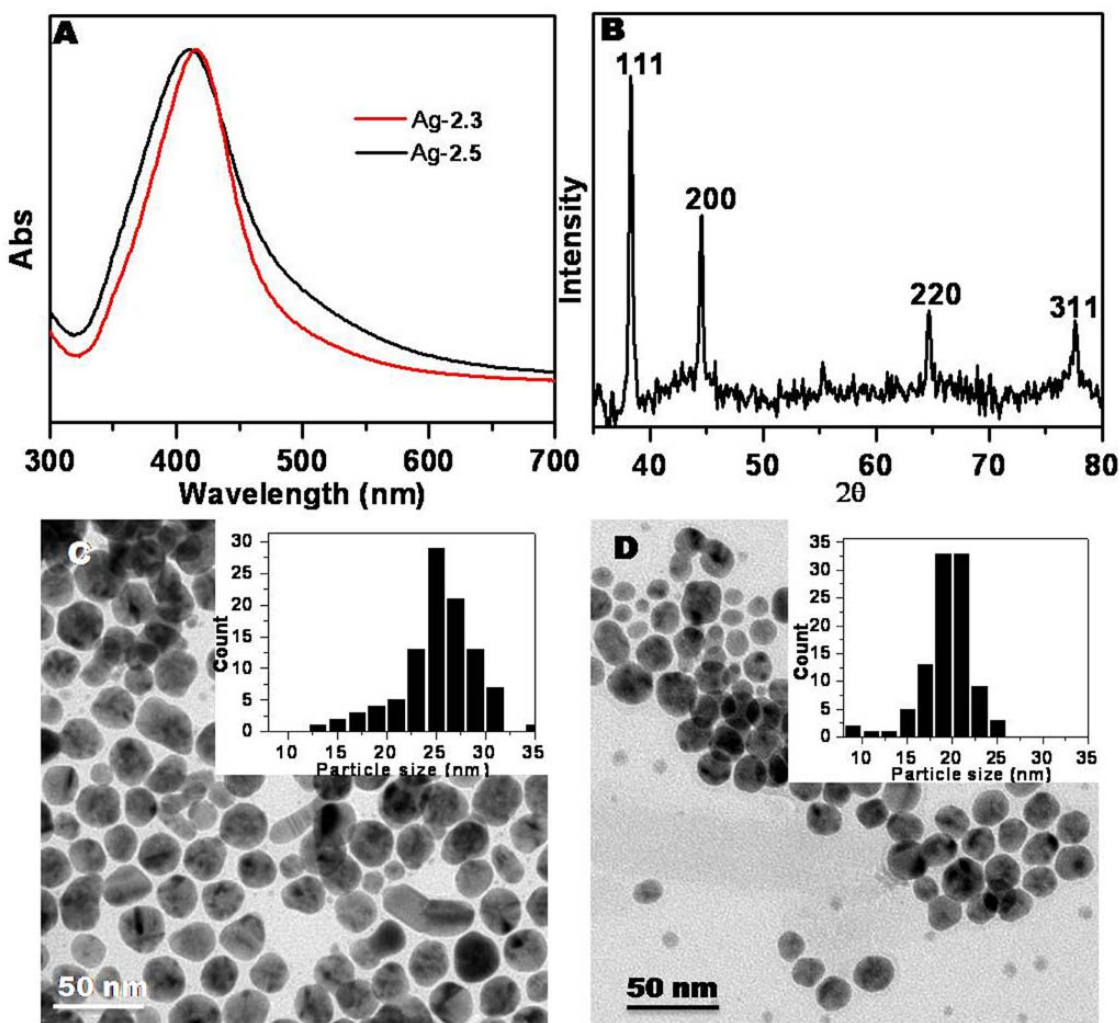 A
Abs
Ag-2.3
Ag-2.5
300 400 500 600 700
Wavelength (nm)
B
Intensity
111
200
220
311
40 50 60 70 80
2θ
C
Count
30
25
20
15
10
5
0
10 15 20 25 30 35
Particle size (nm)
50 nm
D
Count
35
30
25
20
15
10
5
0
10 15 20 25 30 35
Particle size (nm)
50 nm